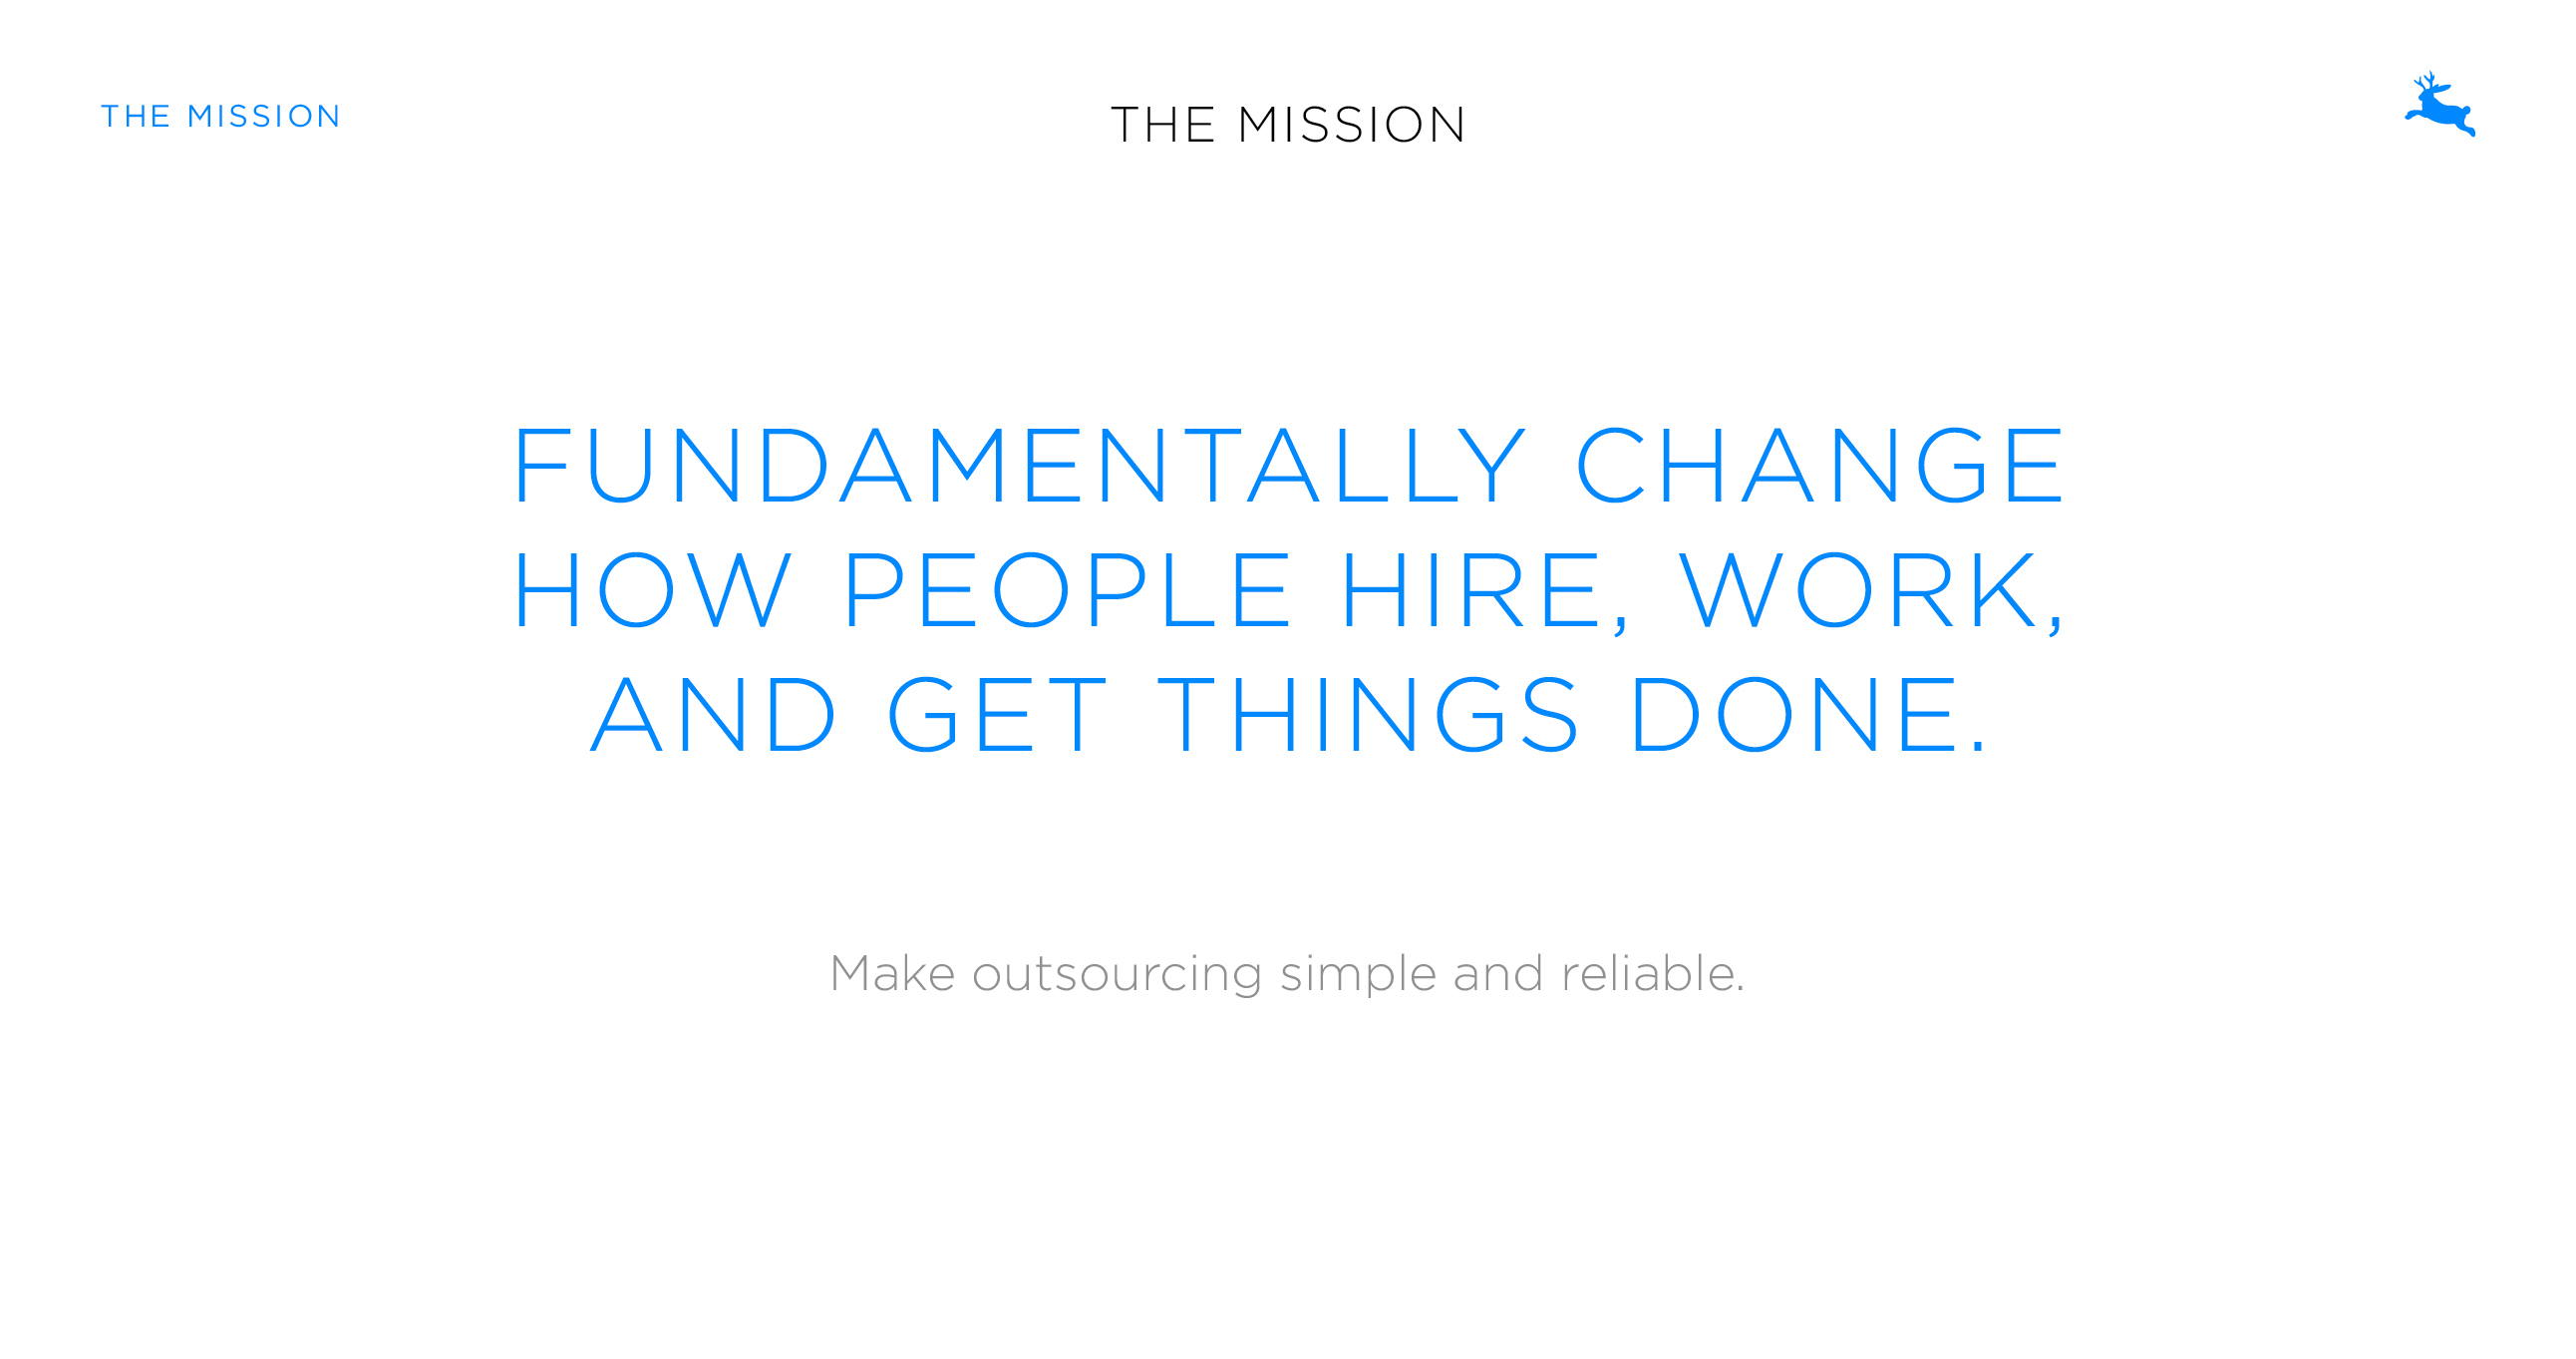 THE MISSION
THE MISSION
FUNDAMENTALLY CHANGE
HOW PEOPLE HIRE, WORK,
AND GET THINGS DONE.
Make outsourcing simple and reliable.